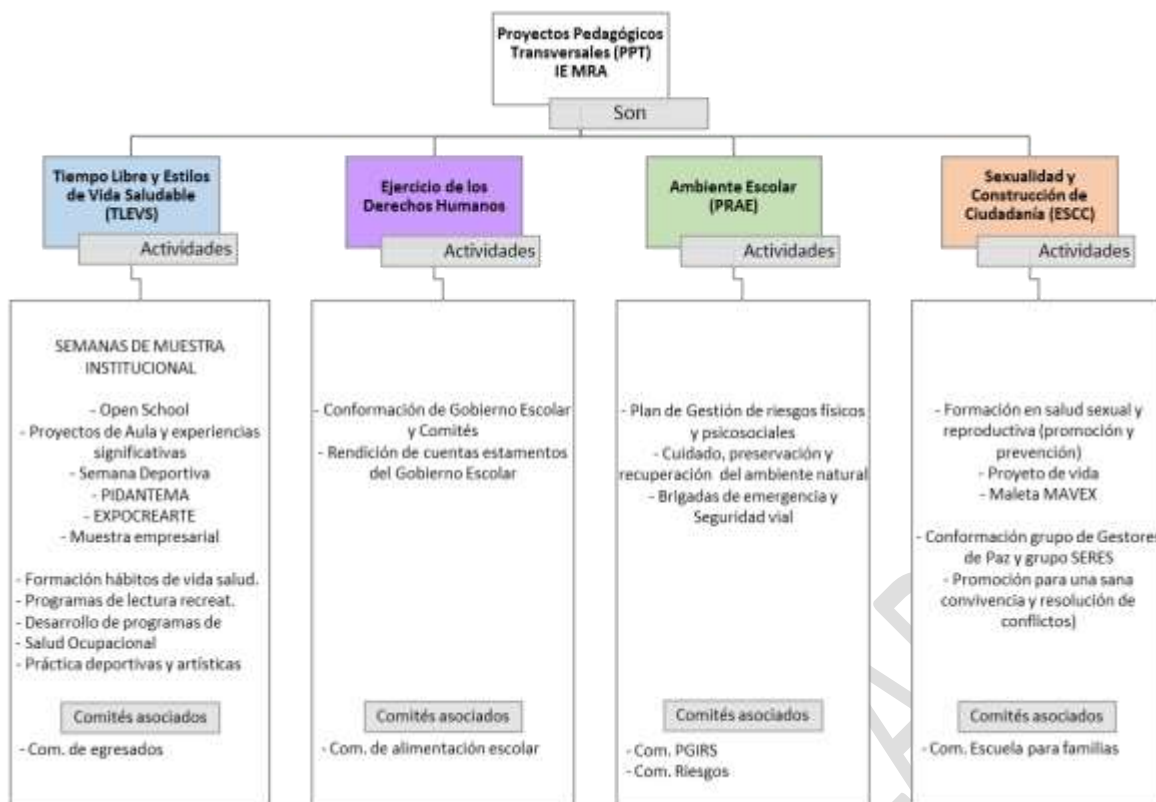 Proyectos Pedagógicos
Transversales (PPT)
IE MRA
Son
Tiempo Libre y Estilos
de Vida Saludable
(TLEVS)
Actividades
Ejercicio de los
Derechos Humanos
Actividades
Ambiente Escolar
(PRAE)
Actividades
Sexualidad y
Construcción de
Ciudadanía (ESCC)
Actividades
SEMANAS DE MUESTRA
INSTITUCIONAL
- Open School
- Proyectos de Aula y experiencias
significativas
- Semana Deportiva
- PIDANTEMA
- EXPOCREARTE
- Muestra empresarial
- Formación hábitos de vida salud.
- Programas de lectura recreat.
- Desarrollo de programas de
- Salud Ocupacional
- Práctica deportivas y artísticas
Comités asociados
- Com. de egresados
- Conformación de Gobierno Escolar
y Comités
- Rendición de cuentas estamentos
del Gobierno Escolar
Comités asociados
- Com. de alimentación escolar
- Plan de Gestión de riesgos físicos
y psicosociales
- Cuidado, preservación y
recuperación del ambiente natural
- Brigadas de emergencia y
Seguridad vial
Comités asociados
- Com. PGIRS
- Com. Riesgos
- Formación en salud sexual y
reproductiva (promoción y
prevención)
- Proyeto de vida
- Maleta MAVEX
- Conformación grupo de Gestores
de Paz y grupo SERES
- Promoción para una sana
convivencia y resolución de
conflictos)
Comités asociados
- Com. Escuela para familias